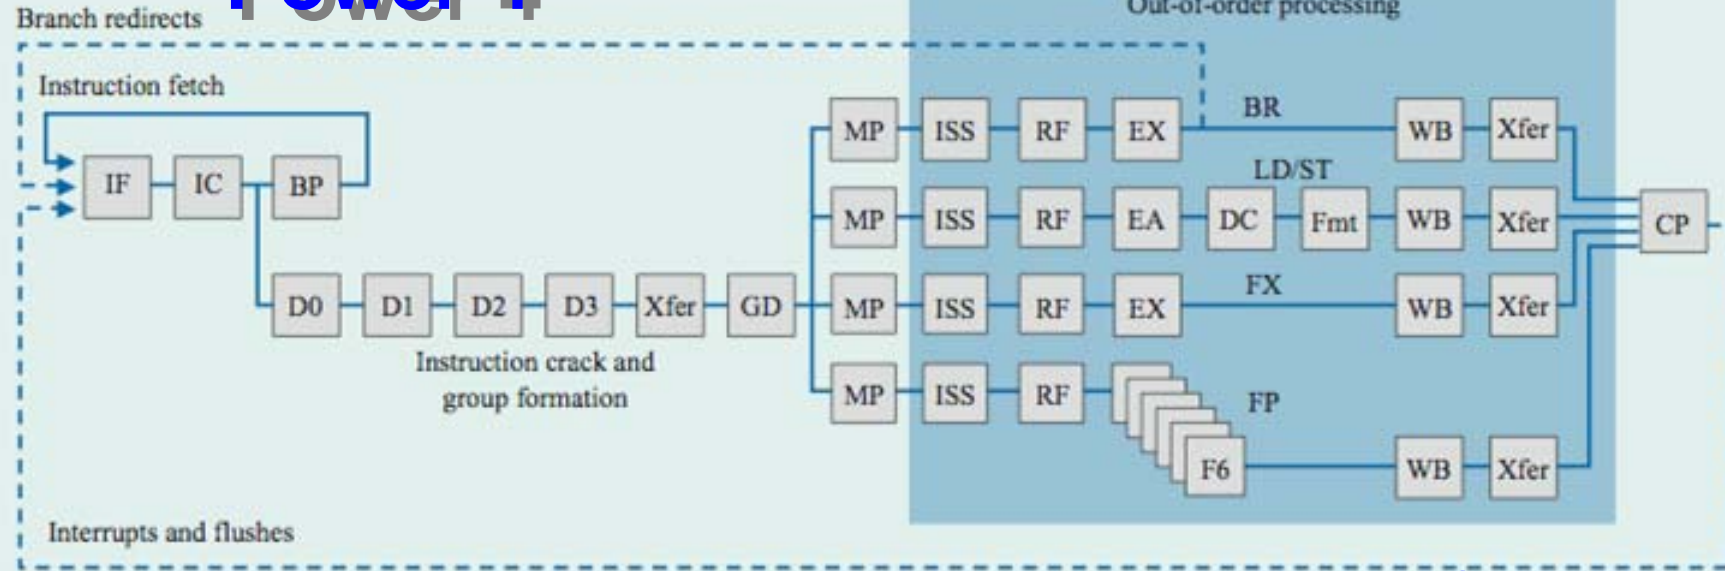 Power 4
Out-of-order processing
Branch redirects
Instruction fetch
IF IC BP
MP ISS RF EX BR WB Xfer
LD/ST
MP ISS RF EA DC Fmt WB Xfer
CP
D0 D1 D2 D3 Xfer GD
MP ISS RF EX FX WB Xfer
Instruction crack and
group formation
MP ISS RF FP
F6 WB Xfer
Interrupts and flushes